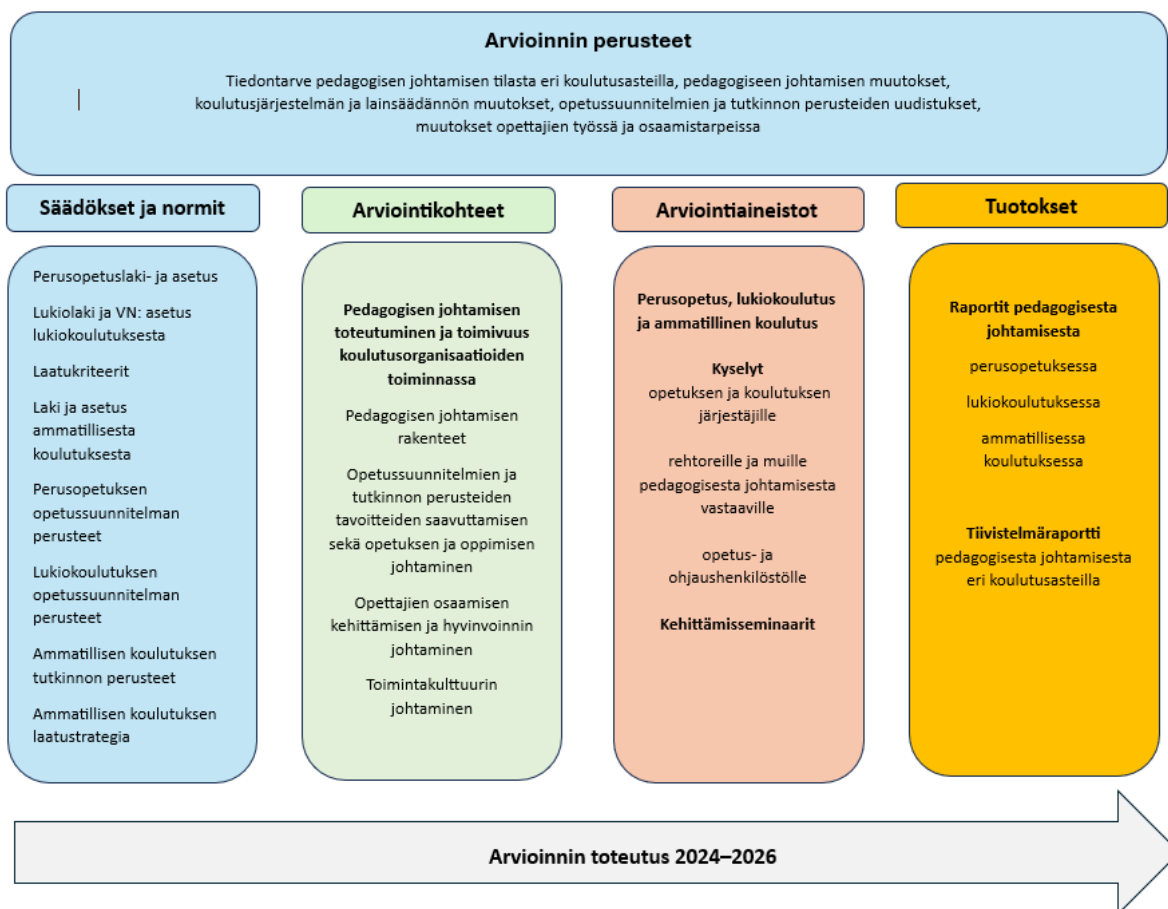 Arvioinnin perusteet
Tiedontarve pedagogisen johtamisen tilasta eri koulutusasteilla, pedagogiseen johtamisen muutokset,
koulutusjärjestelmän ja lainsäädännön muutokset, opetussuunnitelmien ja tutkinnon perusteiden uudistukset,
muutokset opettajien työssä ja osaamistarpeissa
Säädökset ja normit
Perusopetuslaki- ja asetus
Lukiolaki ja VN: asetus
lukiokoulutuksesta
Laatukriteerit
Laki ja asetus
ammatillisesta
koulutuksesta
Perusopetuksen
opetussuunnitelman
perusteet
Lukiokoulutuksen
opetussuunnitelman
perusteet
Ammatillisen koulutuksen
tutkinnon perusteet
Ammatillisen koulutuksen
laatustrategia
Arviointikohteet
Pedagogisen johtamisen
toteutuminen ja toimivuus
koulutusorganisaatioiden
toiminnassa
Pedagogisen johtamisen
rakenteet
Opetussuunnitelmien ja
tutkinnon perusteiden
tavoitteiden saavuttamisen
sekä opetuksen ja oppimisen
johtaminen
Opettajien osaamisen
kehittämisen ja hyvinvoinnin
johtaminen
Toimintakulttuurin
johtaminen
Arviointiaineistot
Perusopetus, lukiokoulutus
ja ammatillinen koulutus
Kyselyt
opetuksen ja koulutuksen
järjestäjille
rehtoreille ja muille
pedagogisesta johtamisesta
vastaaville
opetus- ja
ohjaushenkilöstölle
Kehittämisseminaarit
Tuotokset
Raportit pedagogisesta
johtamisesta
perusopetuksessa
lukiokoulutuksessa
ammatillisessa
koulutuksessa
Tiivistelmäraportti
pedagogisesta johtamisesta
eri koulutusasteilla
Arvioinnin toteutus 2024–2026